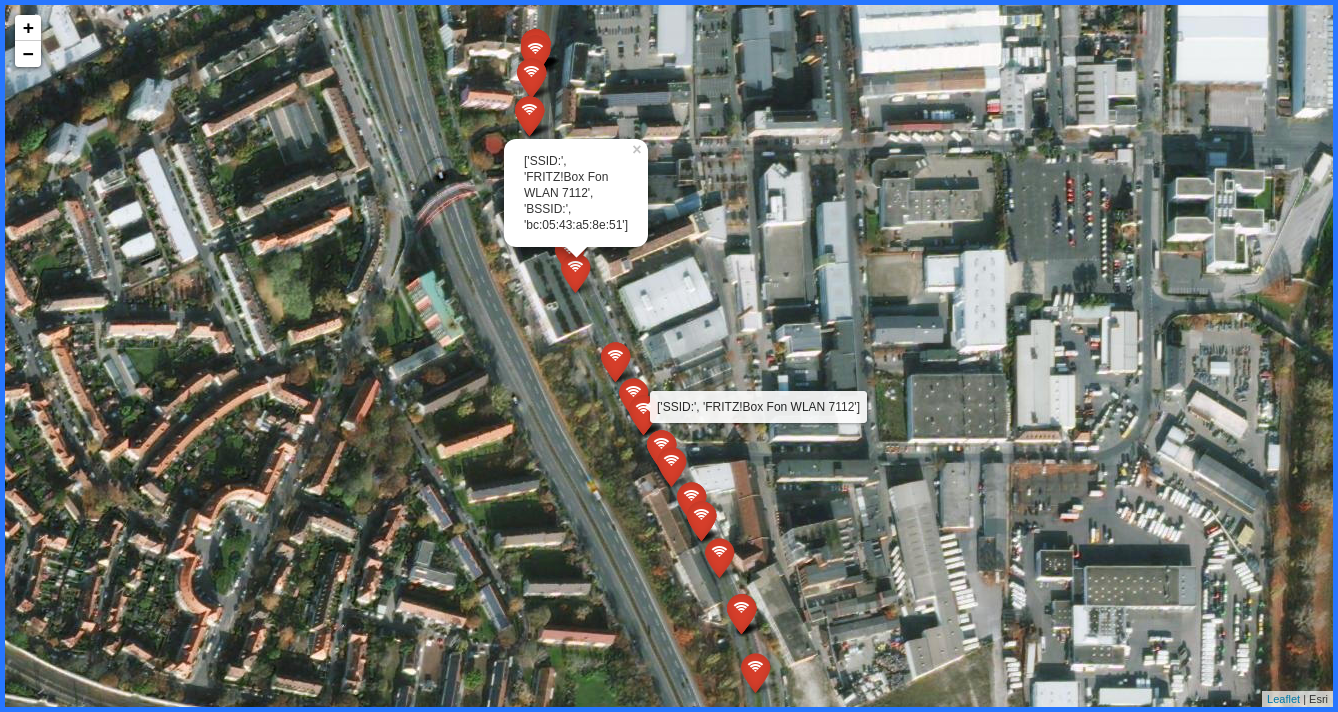 +
−
×
['SSID:',
'FRITZ!Box Fon
WLAN 7112',
'BSSID:',
'bc:05:43:a5:8e:51']
['SSID:', 'FRITZ!Box Fon WLAN 7112']
Leaflet | Esri